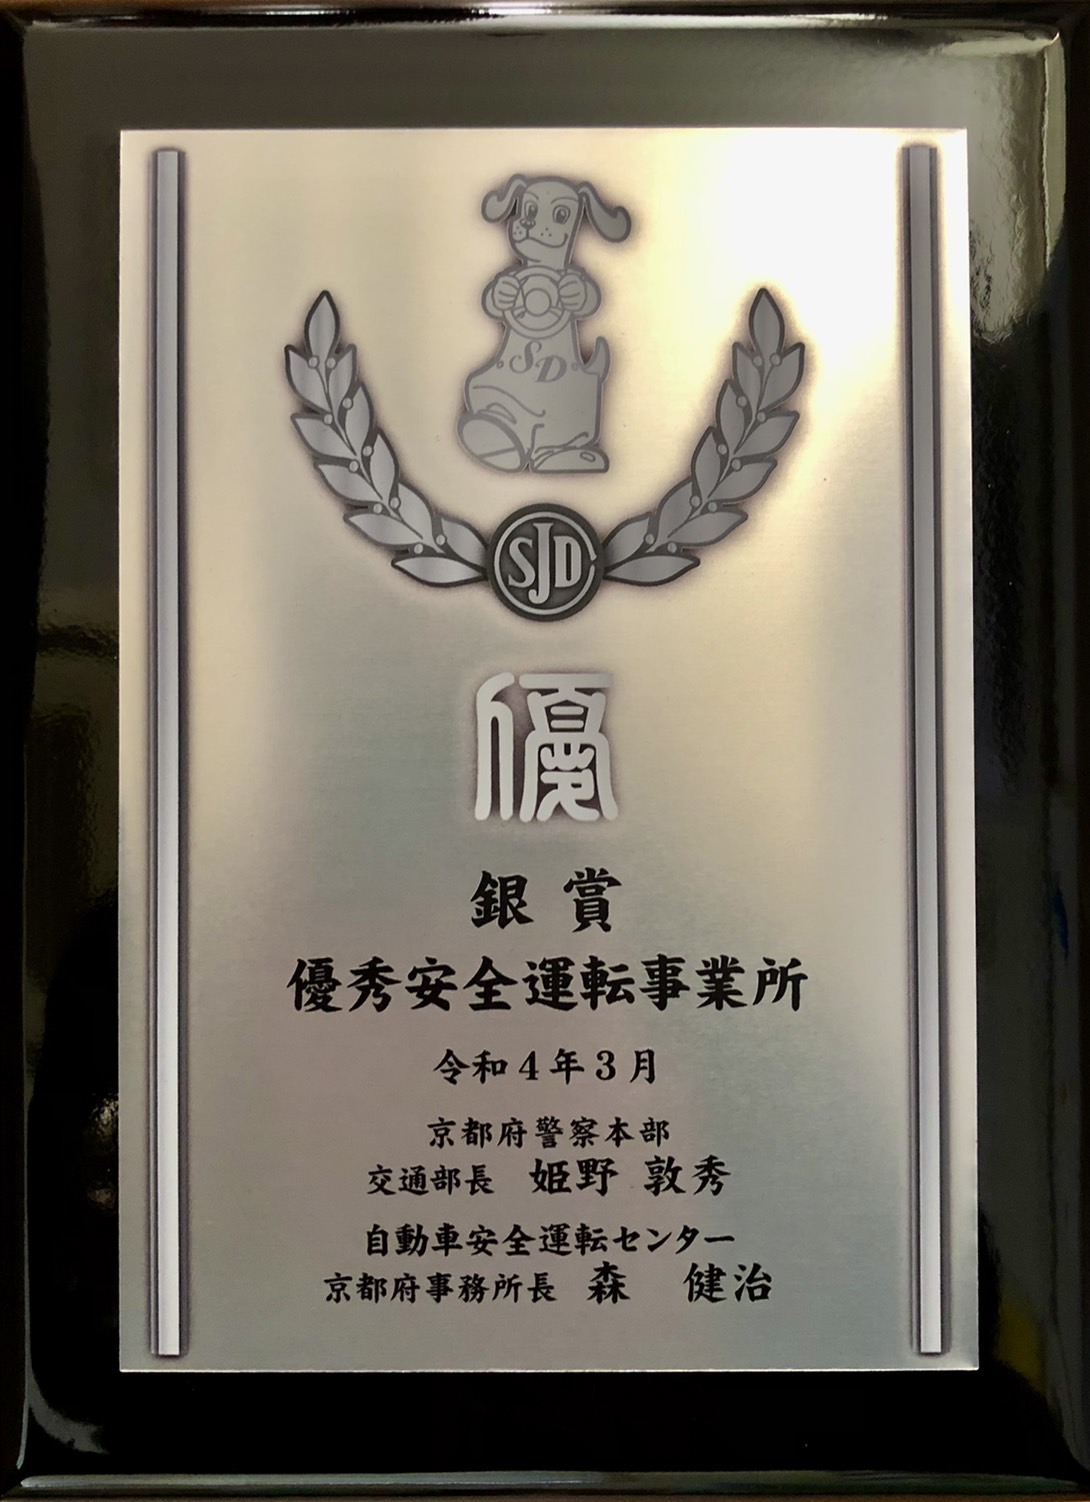 SD
SJD
優
銀賞
優秀安全運転事業所
令和4年3月
京都府警察本部
交通部長 姫野 敦秀
自動車安全運転センター
京都府事務所長 森 健治